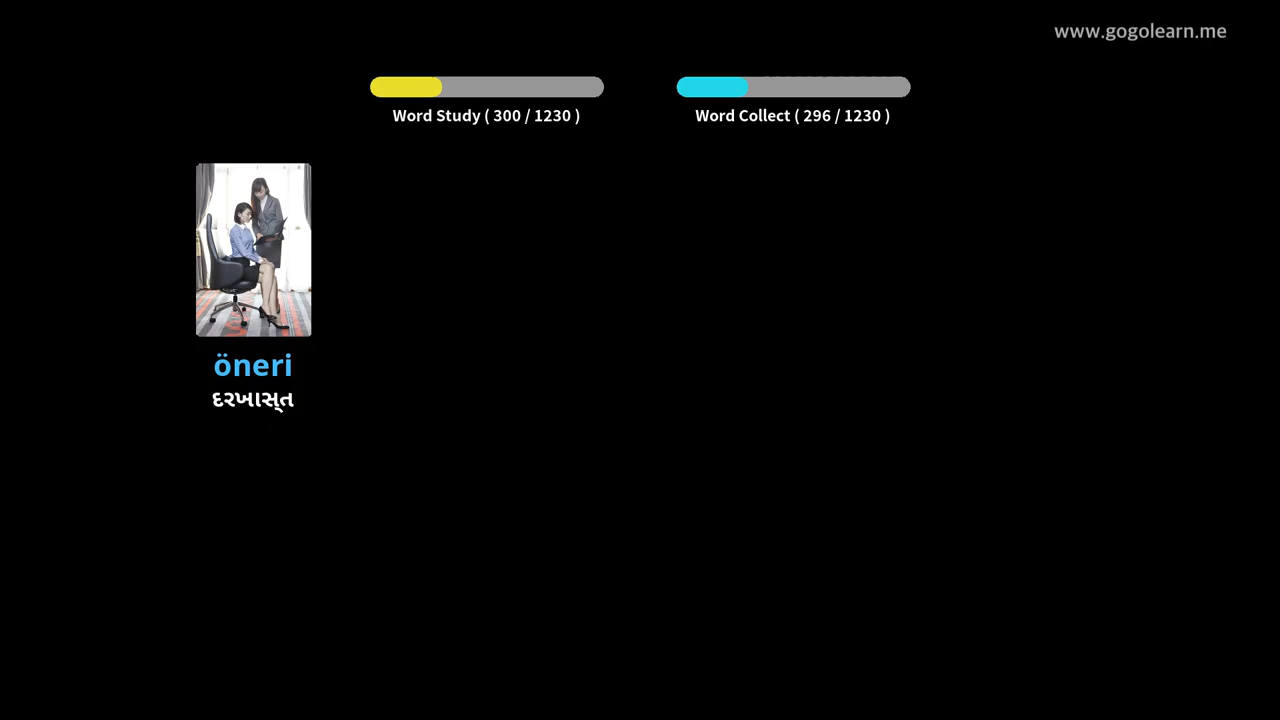 www.gogolearn.me
Word Study ( 300 / 1230 )
Word Collect ( 296 / 1230 )
öneri
દરખાસ્ત